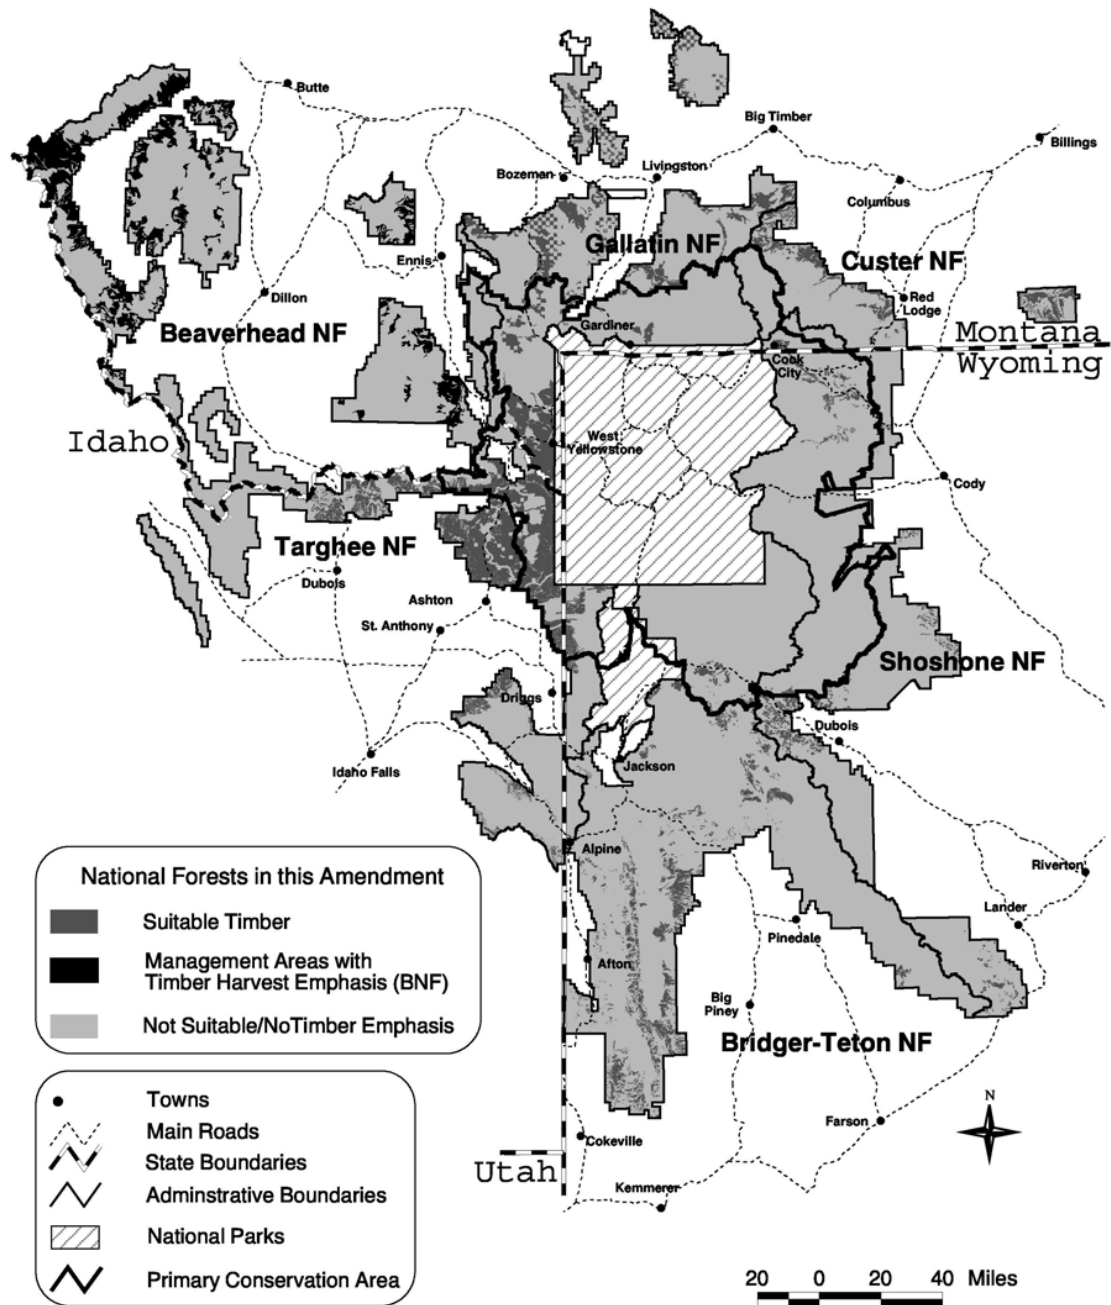 Butte
Big Timber
Billings
Bozeman
Livingston
Columbus
Gallatin NF
Custer NF
Ennis
Dillon
Red
Lodge
Beaverhead NF
Gardiner
Montana
Wyoming
Cook
City
Idaho
West
Yellowstone
Cody
Targhee NF
Dubois
Ashton
St. Anthony
Shoshone NF
Driggs
Dubois
Idaho Falls
Jackson
Alpine
Riverton
Lander
Pinedale
Afton
Big
Piney
Bridger-Teton NF
Farson
Cokeville
Utah
Kemmerer
National Forests in this Amendment
Suitable Timber
Management Areas with
Timber Harvest Emphasis (BNF)
Not Suitable/NoTimber Emphasis
Towns
Main Roads
State Boundaries
Adminstrative Boundaries
National Parks
Primary Conservation Area
N
20 0 20 40 Miles